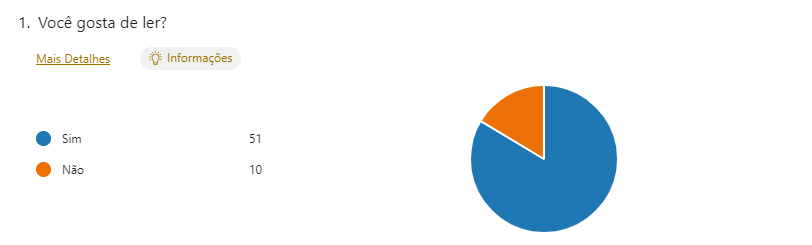 1. Você gosta de ler?
Mais Detalhes
Informações
Sim 51
Não 10